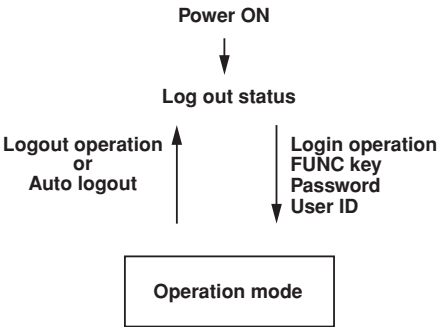 Power ON
Log out status
Logout operation
or
Auto logout
Login operation
FUNC key
Password
User ID
Operation mode